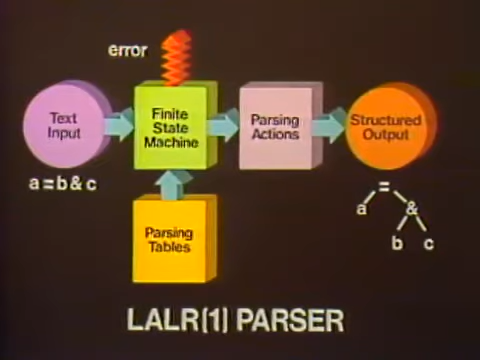 error
Text
Input
Finite
State
Machine
Parsing
Actions
Structured
Output
a=b&c
=
a
&
b c
Parsing
Tables
LALR(1) PARSER